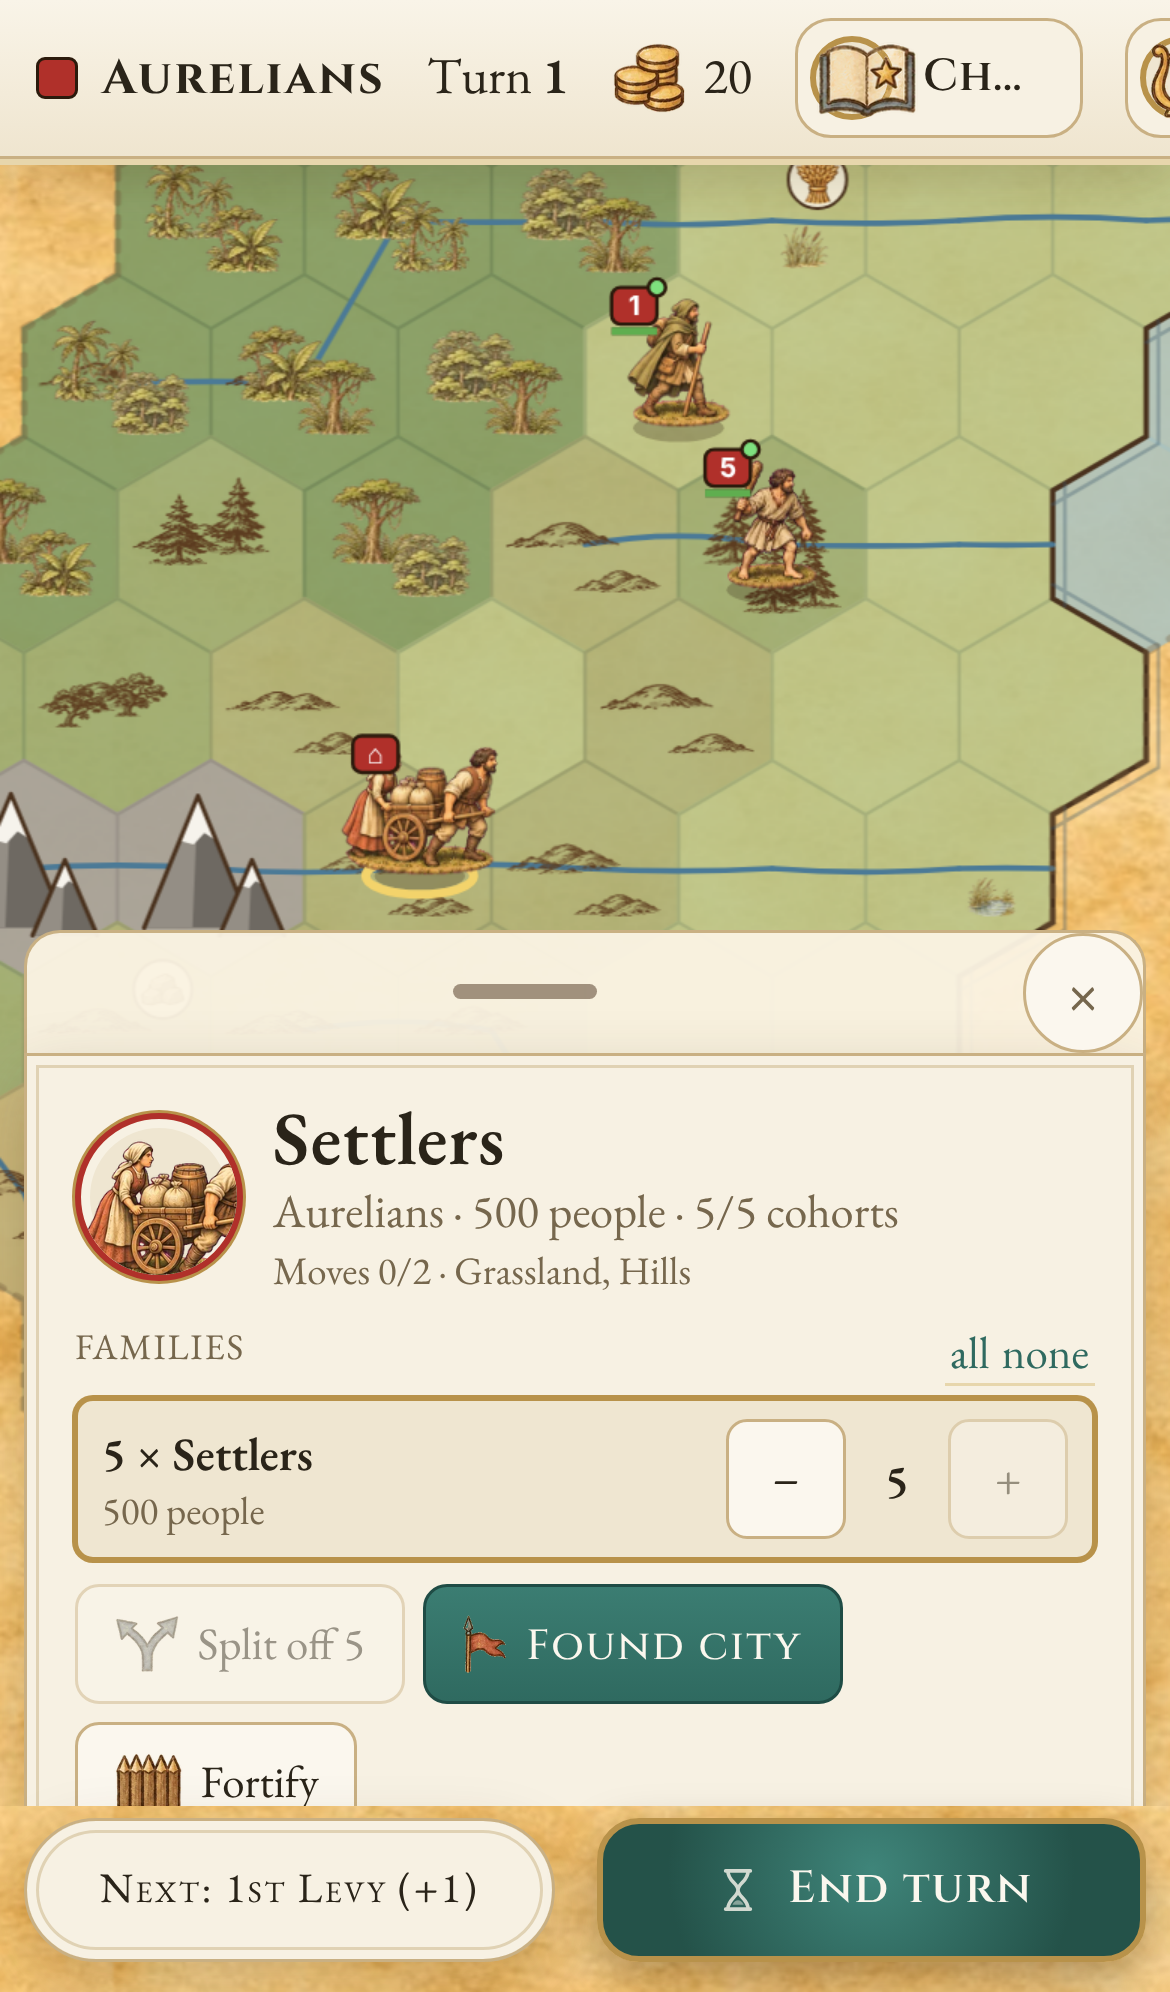 AURELIANS Turn 1 20 CH...
1
5
Settlers
Aurelians · 500 people · 5/5 cohorts
Moves 0/2 · Grassland, Hills
FAMILIES all none
5 × Settlers
500 people
− 5 +
Split off 5 FOUND CITY
Fortify
NEXT: 1ST LEVY (+1) END TURN